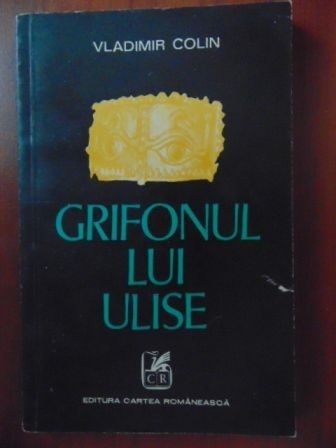 VLADIMIR COLIN
GRIFONUL
LUI
ULISE
CR
EDITURA CARTEA ROMÂNEASCĂ